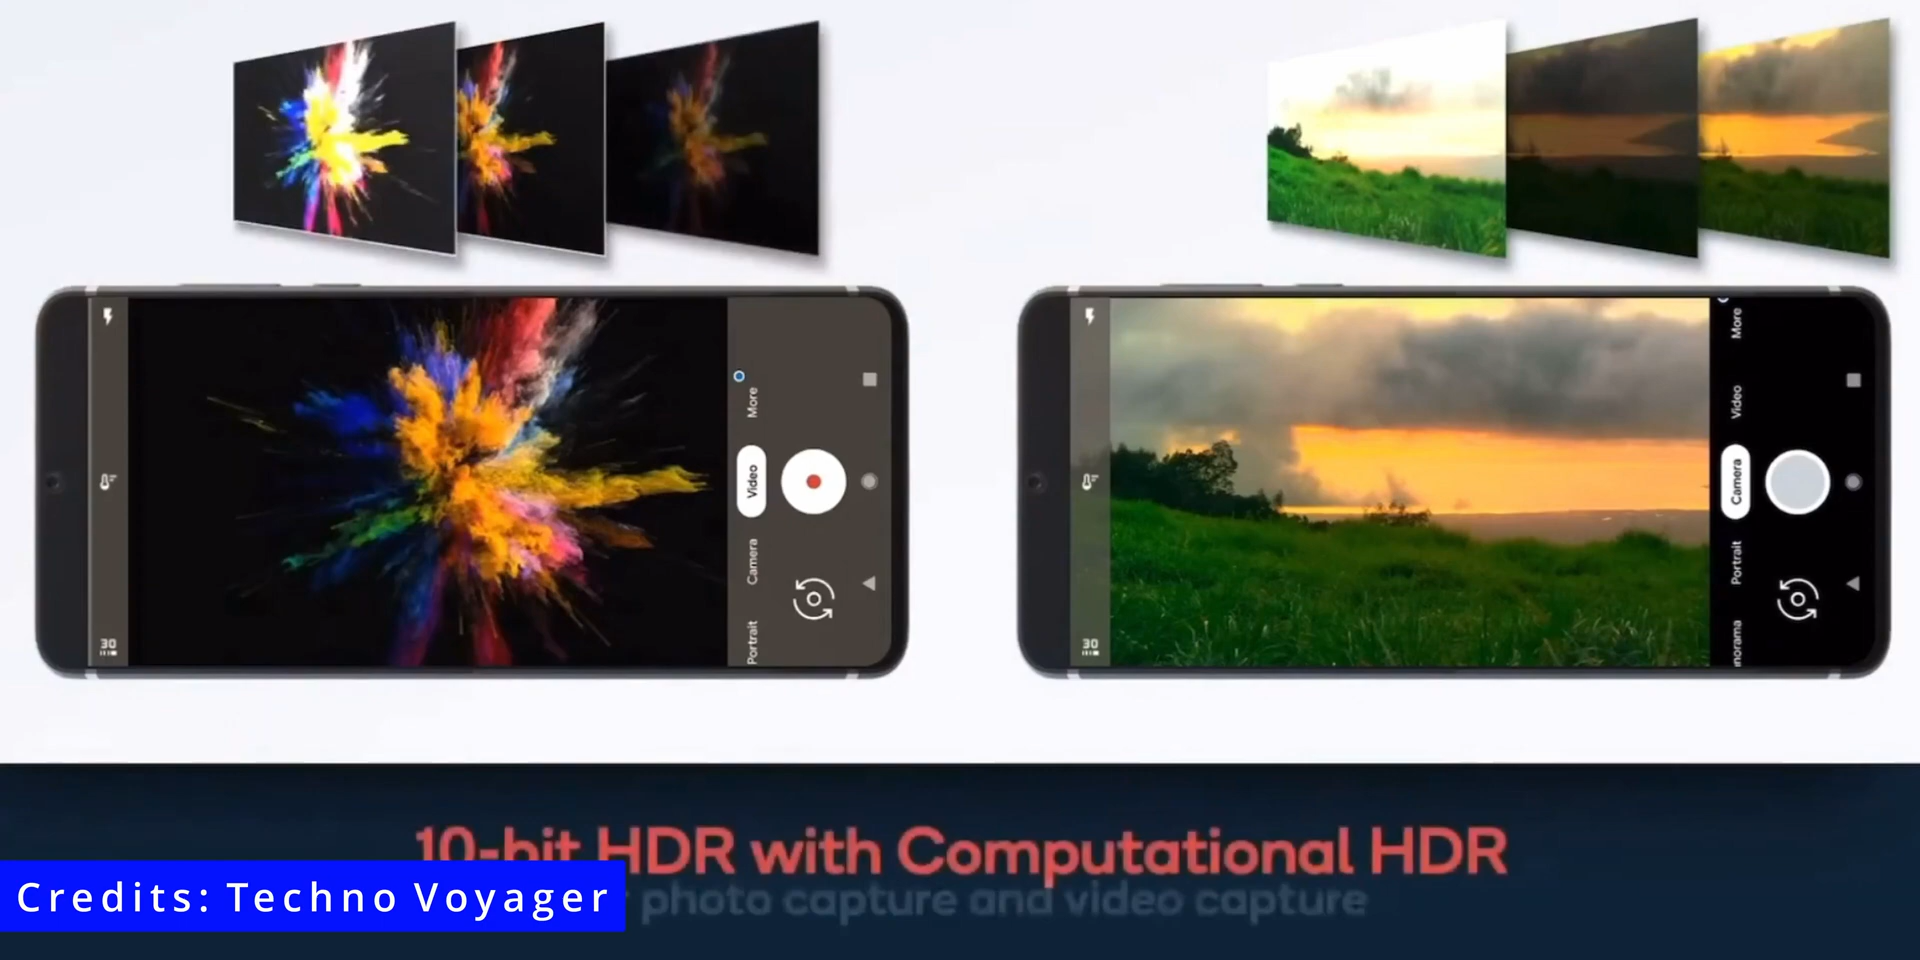 30
More
Video
Camera
Portrait
30
More
Video
Camera
Portrait
norama
10-bit HDR with Computational HDR
photo capture and video capture
Credits: Techno Voyager